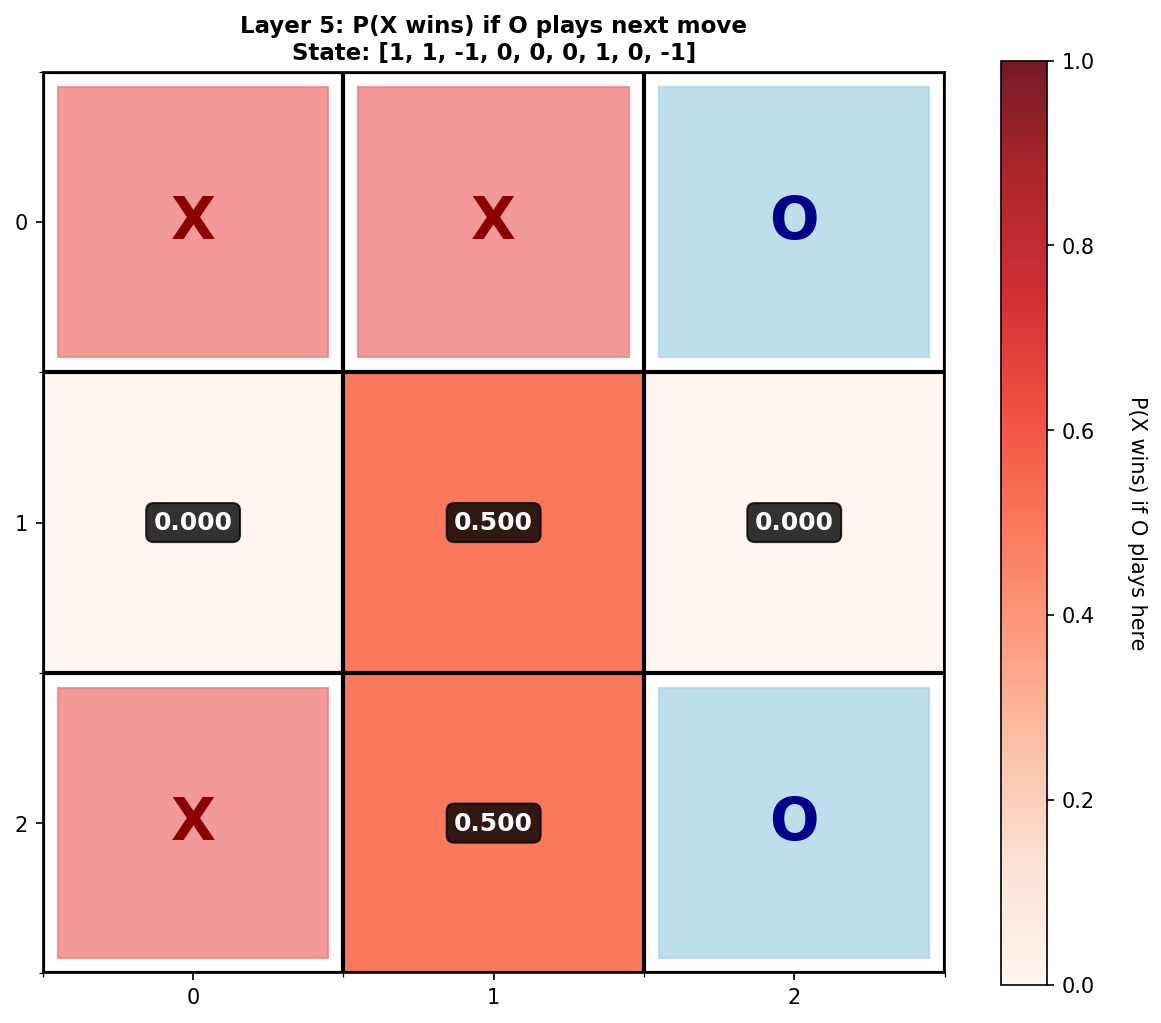 Layer 5: P(X wins) if O plays next move
State: [1, 1, -1, 0, 0, 0, 1, 0, -1]
0
X
X
O
1
0.000
0.500
0.000
2
X
0.500
O
0
1
2
1.0
0.8
0.6
0.4
0.2
0.0
P(X wins) if O plays here